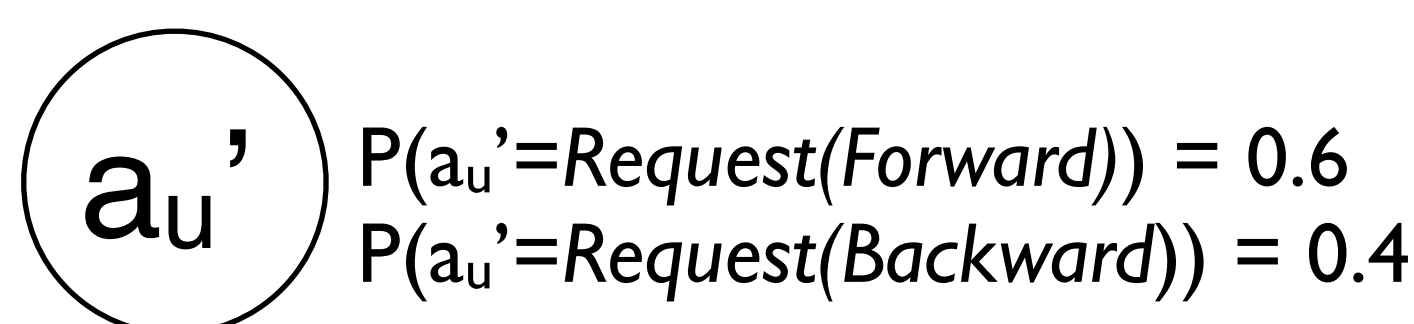 aᵤ’
P(aᵤ’=Request(Forward)) = 0.6
P(aᵤ’=Request(Backward)) = 0.4